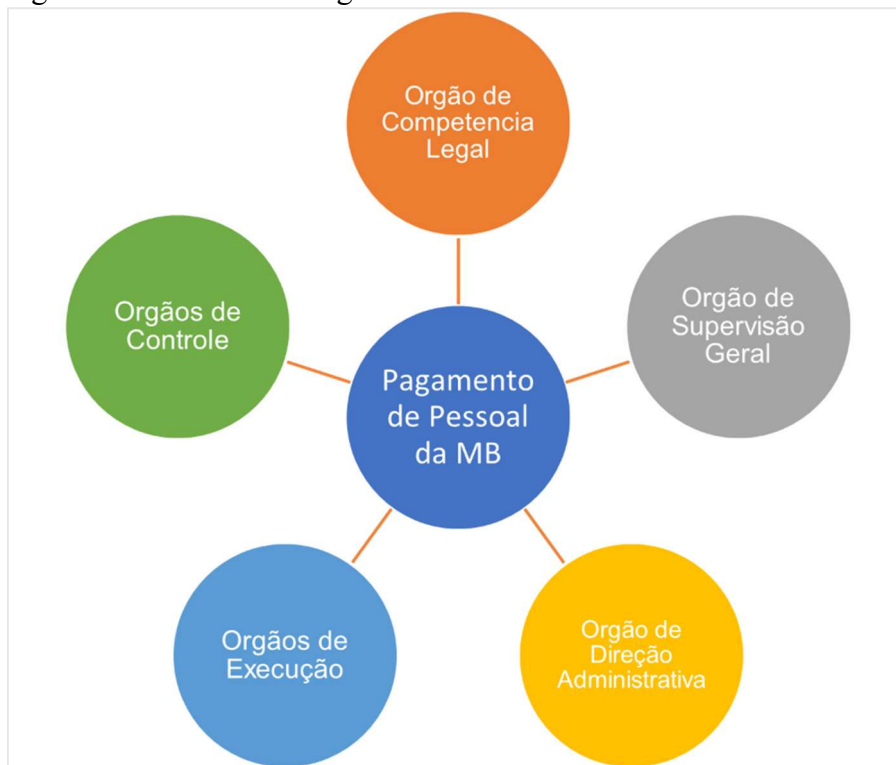 Orgão de
Competencia
Legal
Orgãos de
Controle
Orgão de
Supervisão
Geral
Pagamento
de Pessoal
da MB
Orgãos de
Execução
Orgão de
Direção
Administrativa